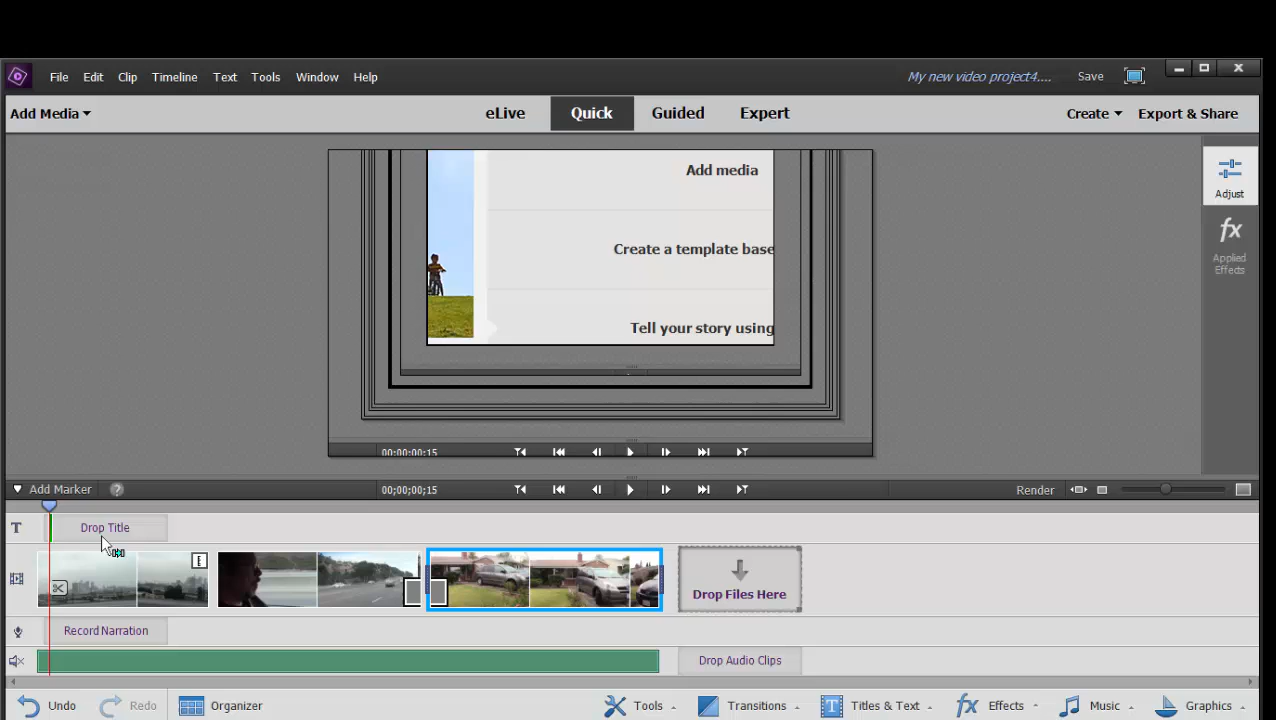 File Edit Clip Timeline Text Tools Window Help My new video project4.... Save
Add Media eLive Quick Guided Expert Create Export & Share
Add media
Create a template base
Tell your story using
Adjust
fx
Applied
Effects
00:00:00:15
Add Marker ? 00;00;00;15 Render
T Drop Title
Drop Files Here
Record Narration
Drop Audio Clips
Undo Redo Organizer Tools Transitions T Titles & Text fx Effects Music Graphics